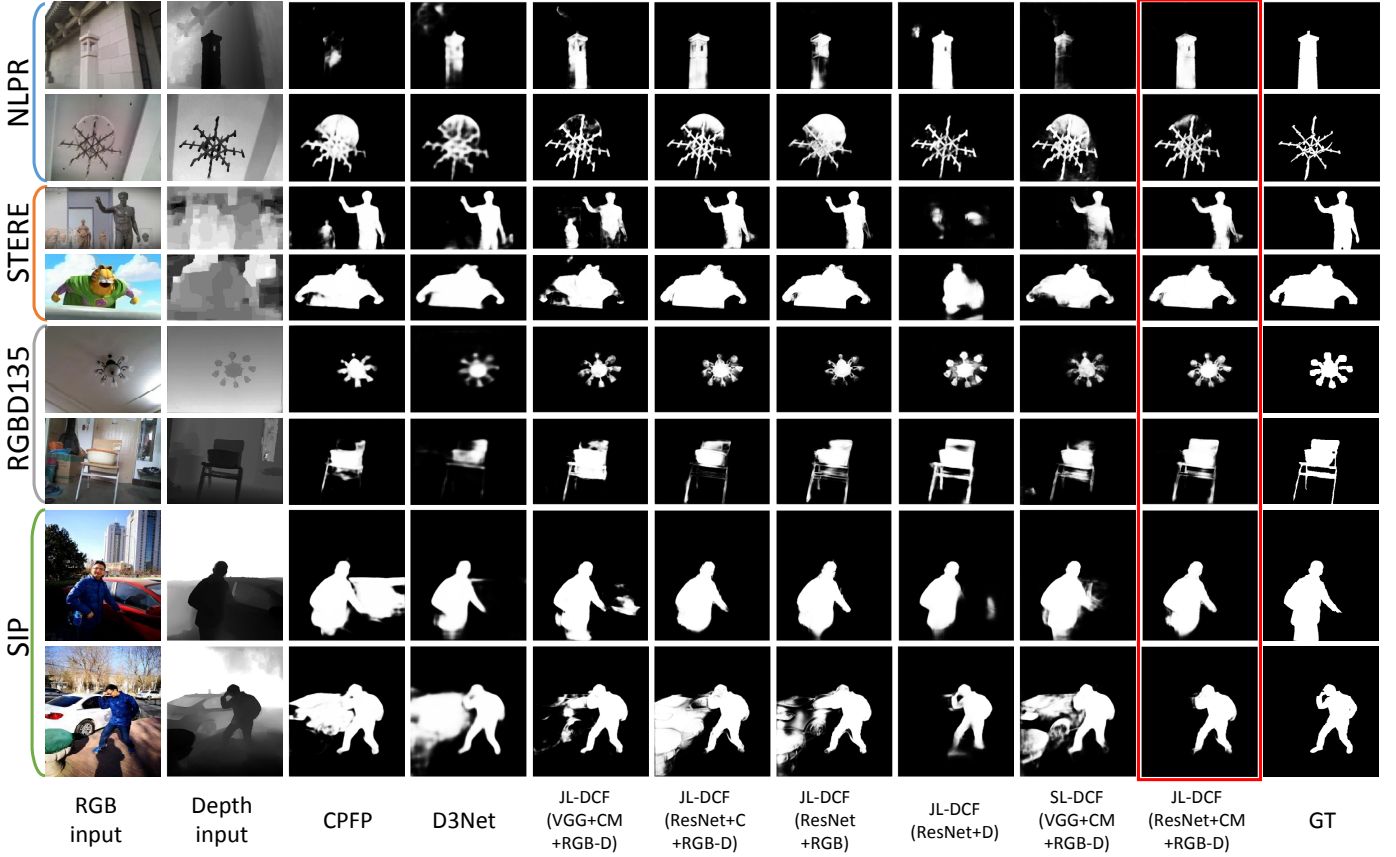 NLPR
STERE
RGBD135
SIP
RGB
input
Depth
input
CPFP
D3Net
JL-DCF
(VGG+CM
+RGB-D)
JL-DCF
(ResNet+C
+RGB-D)
JL-DCF
(ResNet
+RGB)
JL-DCF
(ResNet+D)
SL-DCF
(VGG+CM
+RGB-D)
JL-DCF
(ResNet+CM
+RGB-D)
GT